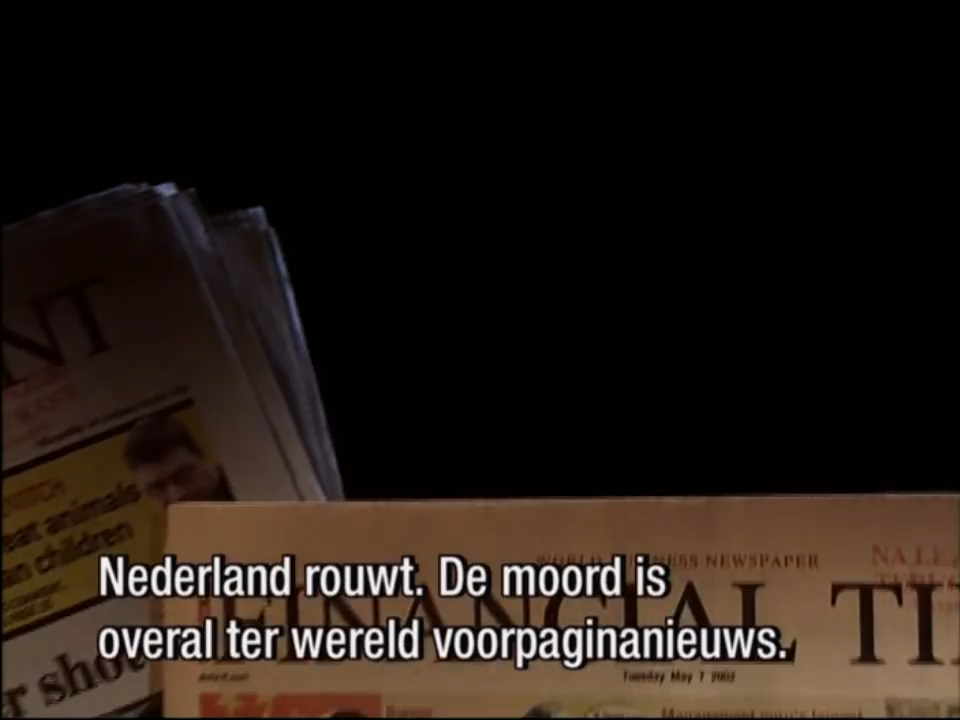 NT
eat animals
an children
r sho
WORLD BUSINESS NEWSPAPER
FINANCIAL TI
Tuesday May 7 2002
Nederland rouwt. De moord is
overal ter wereld voorpaginanieuws.